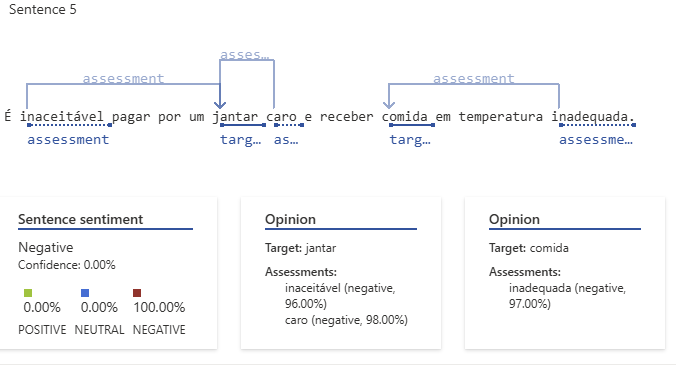 Sentence 5
asses…
assessment
assessment
É inaceitável pagar por um jantar caro e receber comida em temperatura inadequada.
assessment
targ…
as…
targ…
assessme…
Sentence sentiment
Negative
Confidence: 0.00%
0.00%
0.00%
100.00%
POSITIVE
NEUTRAL
NEGATIVE
Opinion
Target: jantar
Assessments:
inaceitável (negative,
96.00%)
caro (negative, 98.00%)
Opinion
Target: comida
Assessments:
inadequada (negative,
97.00%)